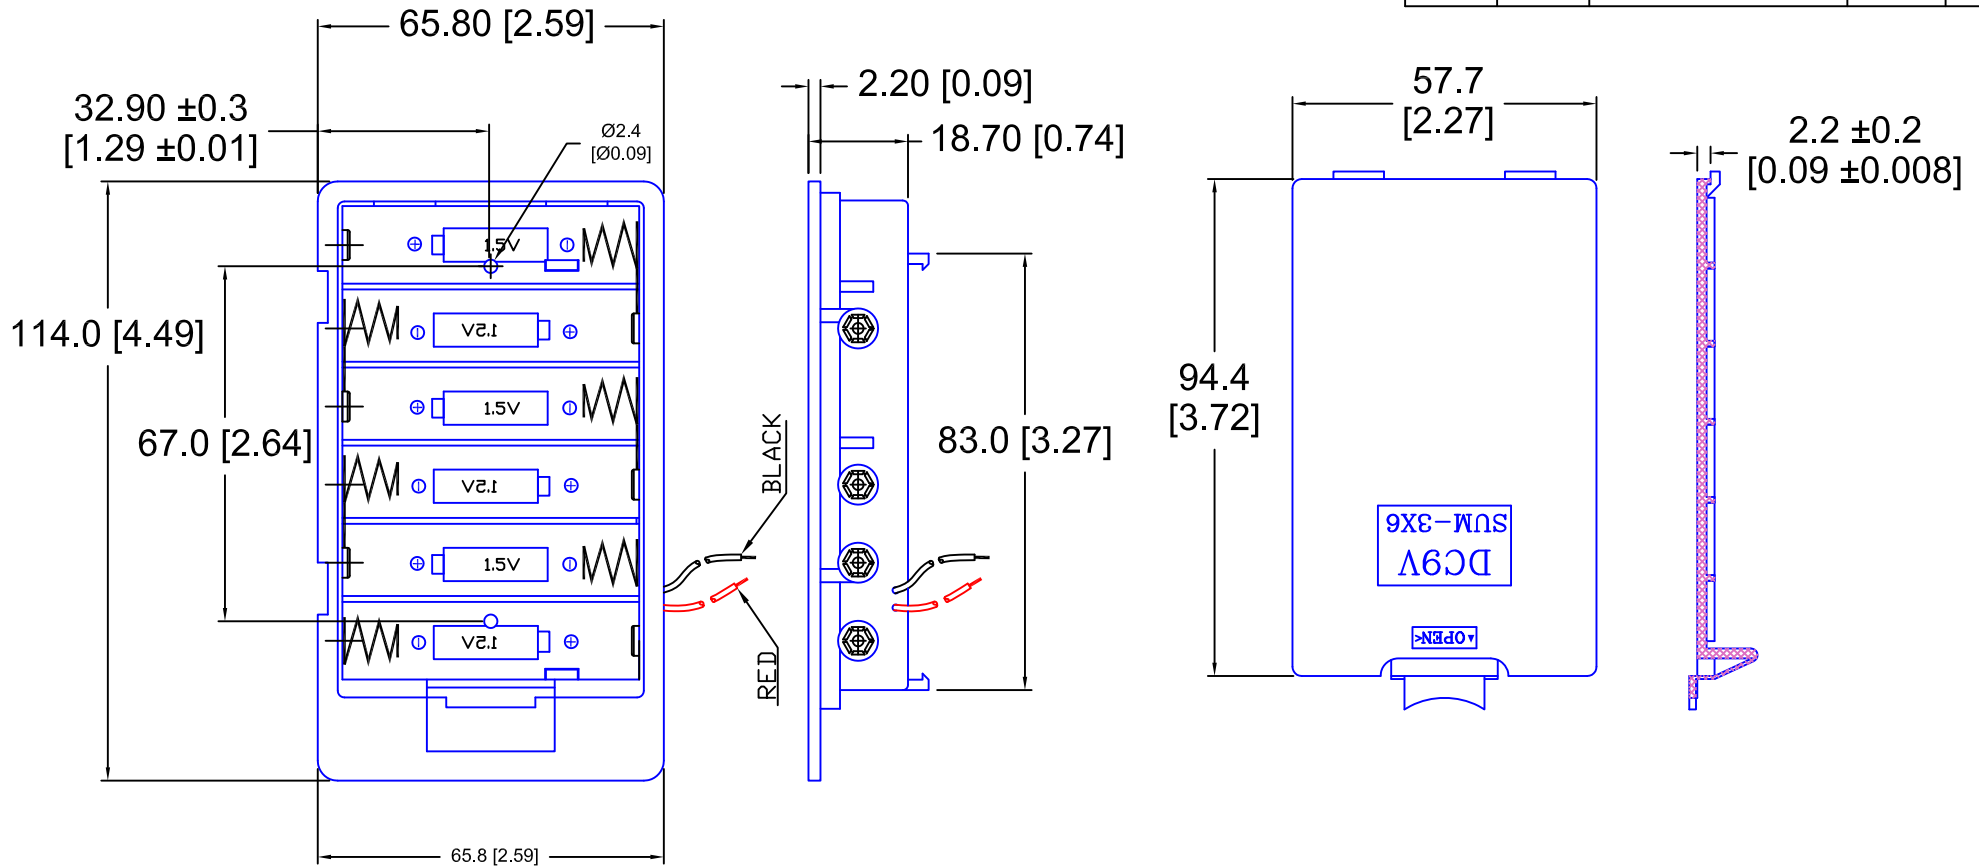 65.80 [2.59]
32.90 ±0.3
[1.29 ±0.01]
Ø2.4
[Ø0.09]
114.0 [4.49]
67.0 [2.64]
1.5V
1.5V
1.5V
1.5V
1.5V
1.5V
BLACK
RED
65.8 [2.59]
2.20 [0.09]
18.70 [0.74]
83.0 [3.27]
57.7
[2.27]
94.4
[3.72]
SUM-3X6
DC9V
▲OPEN<
2.2 ±0.2
[0.09 ±0.008]